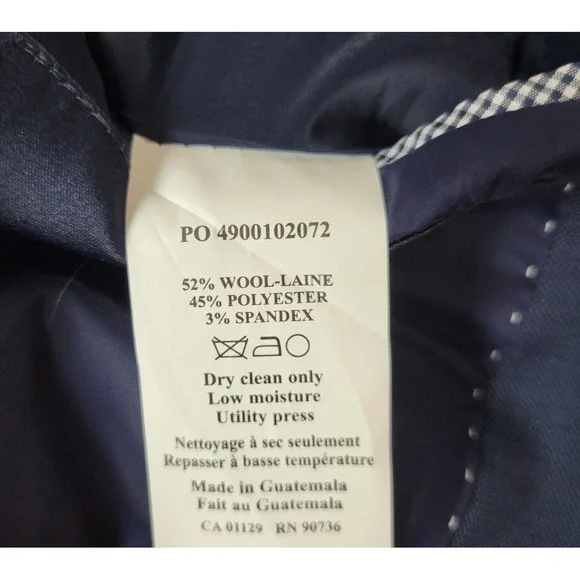 PO 4900102072
52% WOOL-LAINE
45% POLYESTER
3% SPANDEX
Dry clean only
Low moisture
Utility press
Nettoyage à sec seulement
Repasser à basse température
Made in Guatemala
Fait au Guatemala
CA 01129 RN 90736